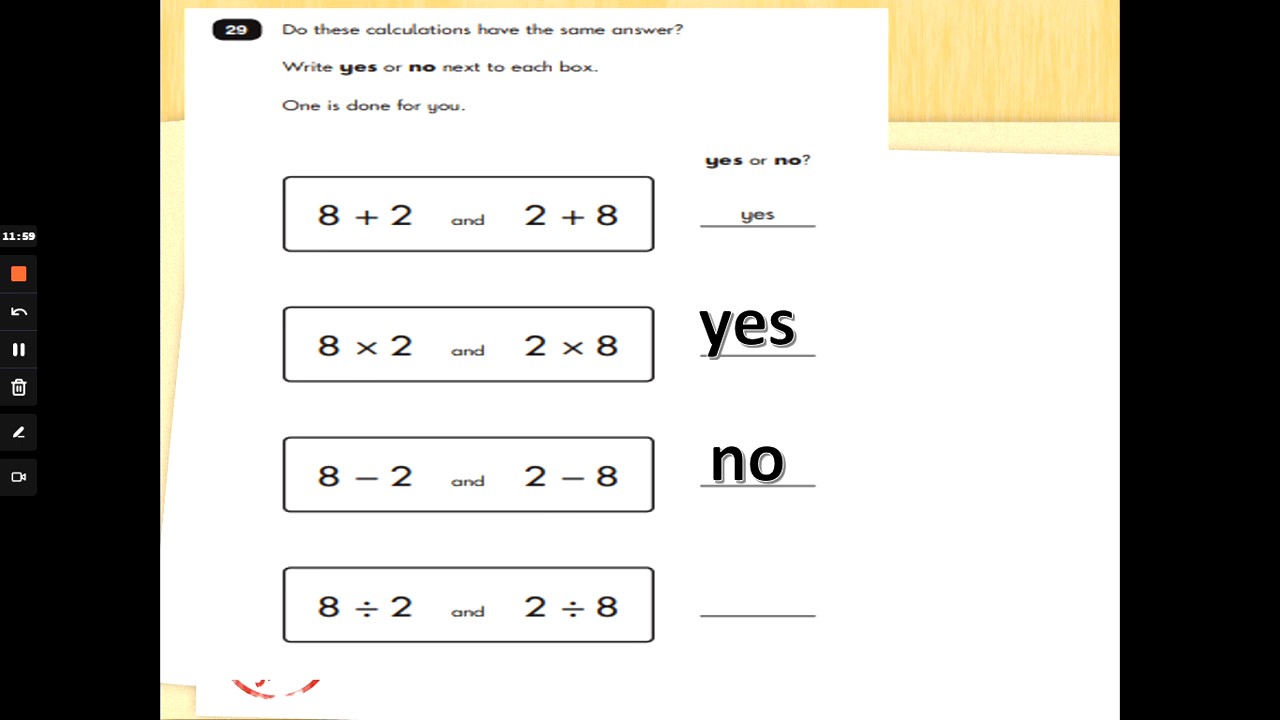 29 Do these calculations have the same answer?
Write yes or no next to each box.
One is done for you.
yes or no?
8 + 2 and 2 + 8 yes
11:59
8 × 2 and 2 × 8 yes
8 − 2 and 2 − 8 no
8 ÷ 2 and 2 ÷ 8